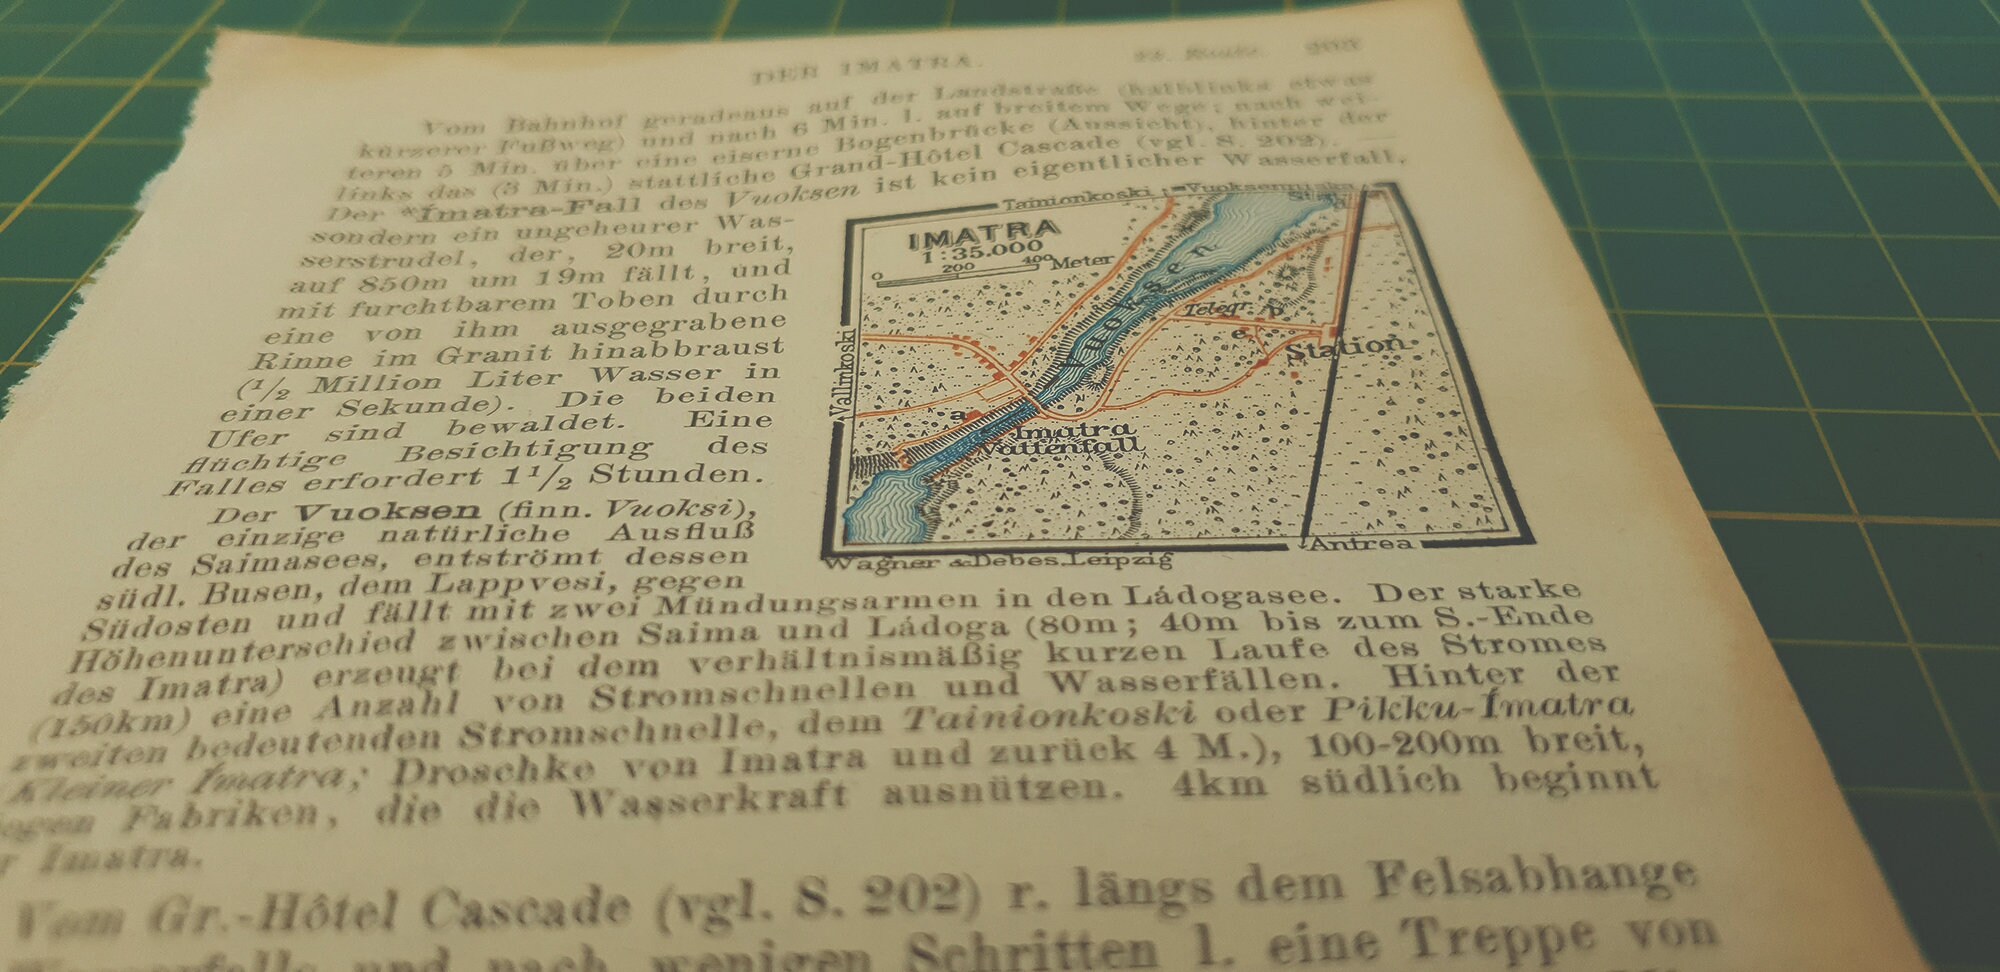 DER IMATRA.
Vom Bahnhof geradeaus auf der Landstraße (halblinks etwas
kürzerer Fußweg) und nach 6 Min. l. auf breitem Wege; nach wei-
teren 5 Min. über eine eiserne Bogenbrücke (Aussicht), hinter der
links das (3 Min.) stattliche Grand-Hôtel Cascade (vgl. S. 202). —
Der *Ímatra-Fall des Vuoksen ist kein eigentlicher Wasserfall,
sondern ein ungeheurer Was-
serstrudel, der, 20m breit,
auf 850m um 19m fällt, und
mit furchtbarem Toben durch
eine von ihm ausgegrabene
Rinne im Granit hinabbraust
(1/2 Million Liter Wasser in
einer Sekunde). Die beiden
Ufer sind bewaldet. Eine
flüchtige Besichtigung des
Falles erfordert 1 1/2 Stunden.
Tainionkoski
IMATRA
1:35.000
0 200 400 Meter
Vuoksen
Telegr.
b
e
Station
Vallinkoski
a
Imatra
Vattenfall
Antrea
Wagner & Debes, Leipzig
Der Vuoksen (finn. Vuoksi),
der einzige natürliche Ausfluß
des Saimasees, entströmt dessen
südl. Busen, dem Lappvesi, gegen
Südosten und fällt mit zwei Mündungsarmen in den Ládogasee. Der starke
Höhenunterschied zwischen Saima und Ládoga (80m; 40m bis zum S.-Ende
des Imatra) erzeugt bei dem verhältnismäßig kurzen Laufe des Stromes
(150km) eine Anzahl von Stromschnellen und Wasserfällen. Hinter der
zweiten bedeutenden Stromschnelle, dem Tainionkoski oder Pikku-Ímatra
Kleiner Ímatra; Droschke von Imatra und zurück 4 M.), 100-200m breit,
Fabriken, die die Wasserkraft ausnützen. 4km südlich beginnt
r Imatra.
Vom Gr.-Hôtel Cascade (vgl. S. 202) r. längs dem Felsabhange
und nach wenigen Schritten l. eine Treppe von